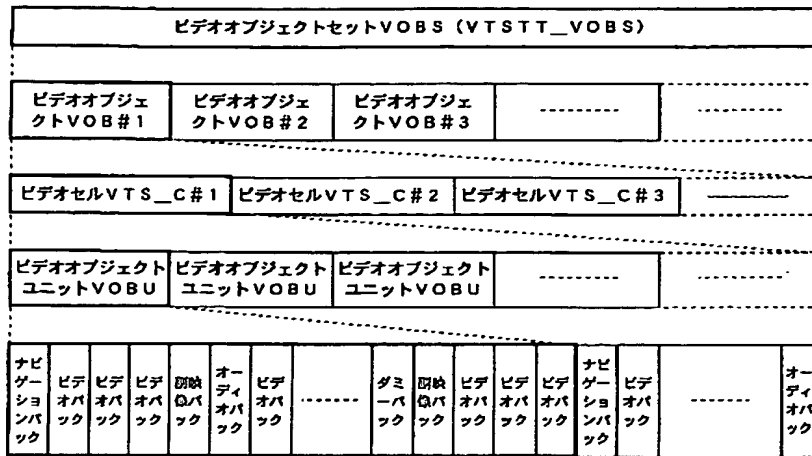 ビデオオブジェクトセットVOBS (VTSTT__VOBS)
ビデオオブジェ
クトVOB#1
ビデオオブジェ
クトVOB#2
ビデオオブジェ
クトVOB#3
ビデオセルVTS__C#1
ビデオセルVTS__C#2
ビデオセルVTS__C#3
ビデオオブジェクト
ユニットVOBU
ビデオオブジェクト
ユニットVOBU
ビデオオブジェクト
ユニットVOBU
ナビ
ゲー
ションパ
ック
ビデ
オパ
ック
ビデ
オパ
ック
ビデ
オパ
ック
副映
像パ
ック
オー
ディ
オパ
ック
ビデ
オパ
ック
ダミ
ーパ
ック
副映
像パ
ック
ビデ
オパ
ック
ビデ
オパ
ック
ビデ
オパ
ック
ナビ
ゲー
ションパ
ック
ビデ
オパ
ック
オー
ディ
オパ
ック